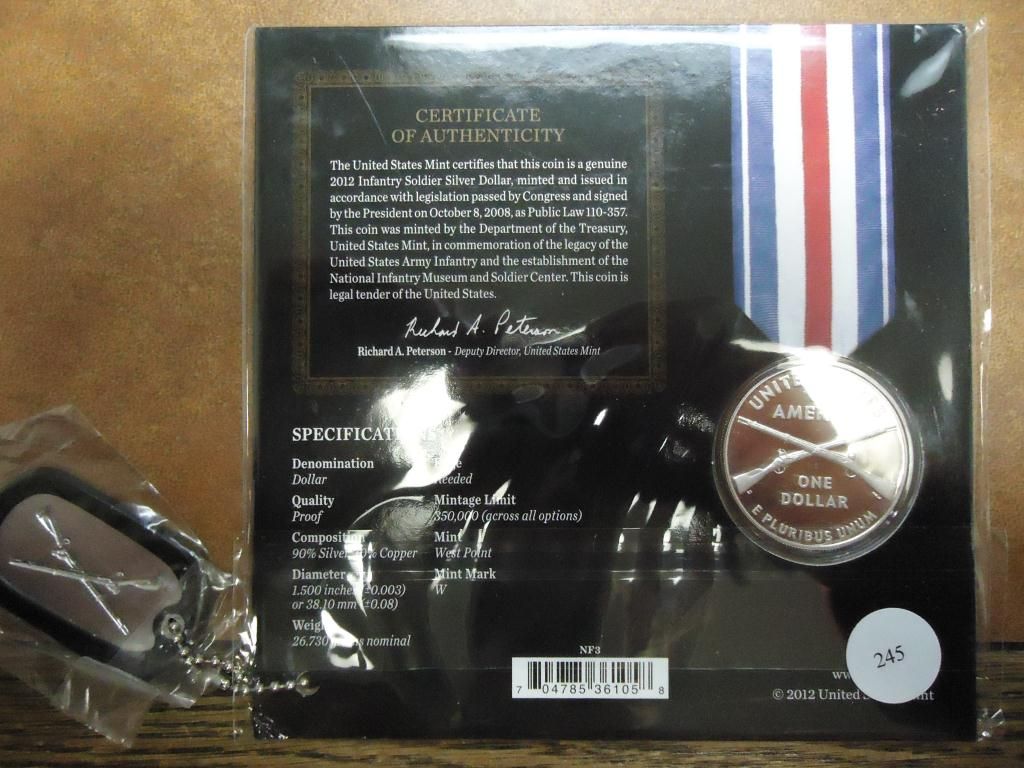 CERTIFICATE
OF AUTHENTICITY
The United States Mint certifies that this coin is a genuine
2012 Infantry Soldier Silver Dollar, minted and issued in
accordance with legislation passed by Congress and signed
by the President on October 8, 2008, as Public Law 110-357.
This coin was minted by the Department of the Treasury,
United States Mint, in commemoration of the legacy of the
United States Army Infantry and the establishment of the
National Infantry Museum and Soldier Center. This coin is
legal tender of the United States.
Richard A. Peterson
Richard A. Peterson - Deputy Director, United States Mint
Denomination
Dollar
Reeded
Quality
Proof
Mintage Limit
350,000 (across all options)
Composition
90% Silver Copper
Mint
West Point
Diameter
1.500 inches (±0.003)
or 38.10 mm (±0.08)
Mint Mark
W
26.730 nominal
NF3
7 04785 36105 8
© 2012 United
245
AMER
ONE
DOLLAR
E PLURIBUS UNUM